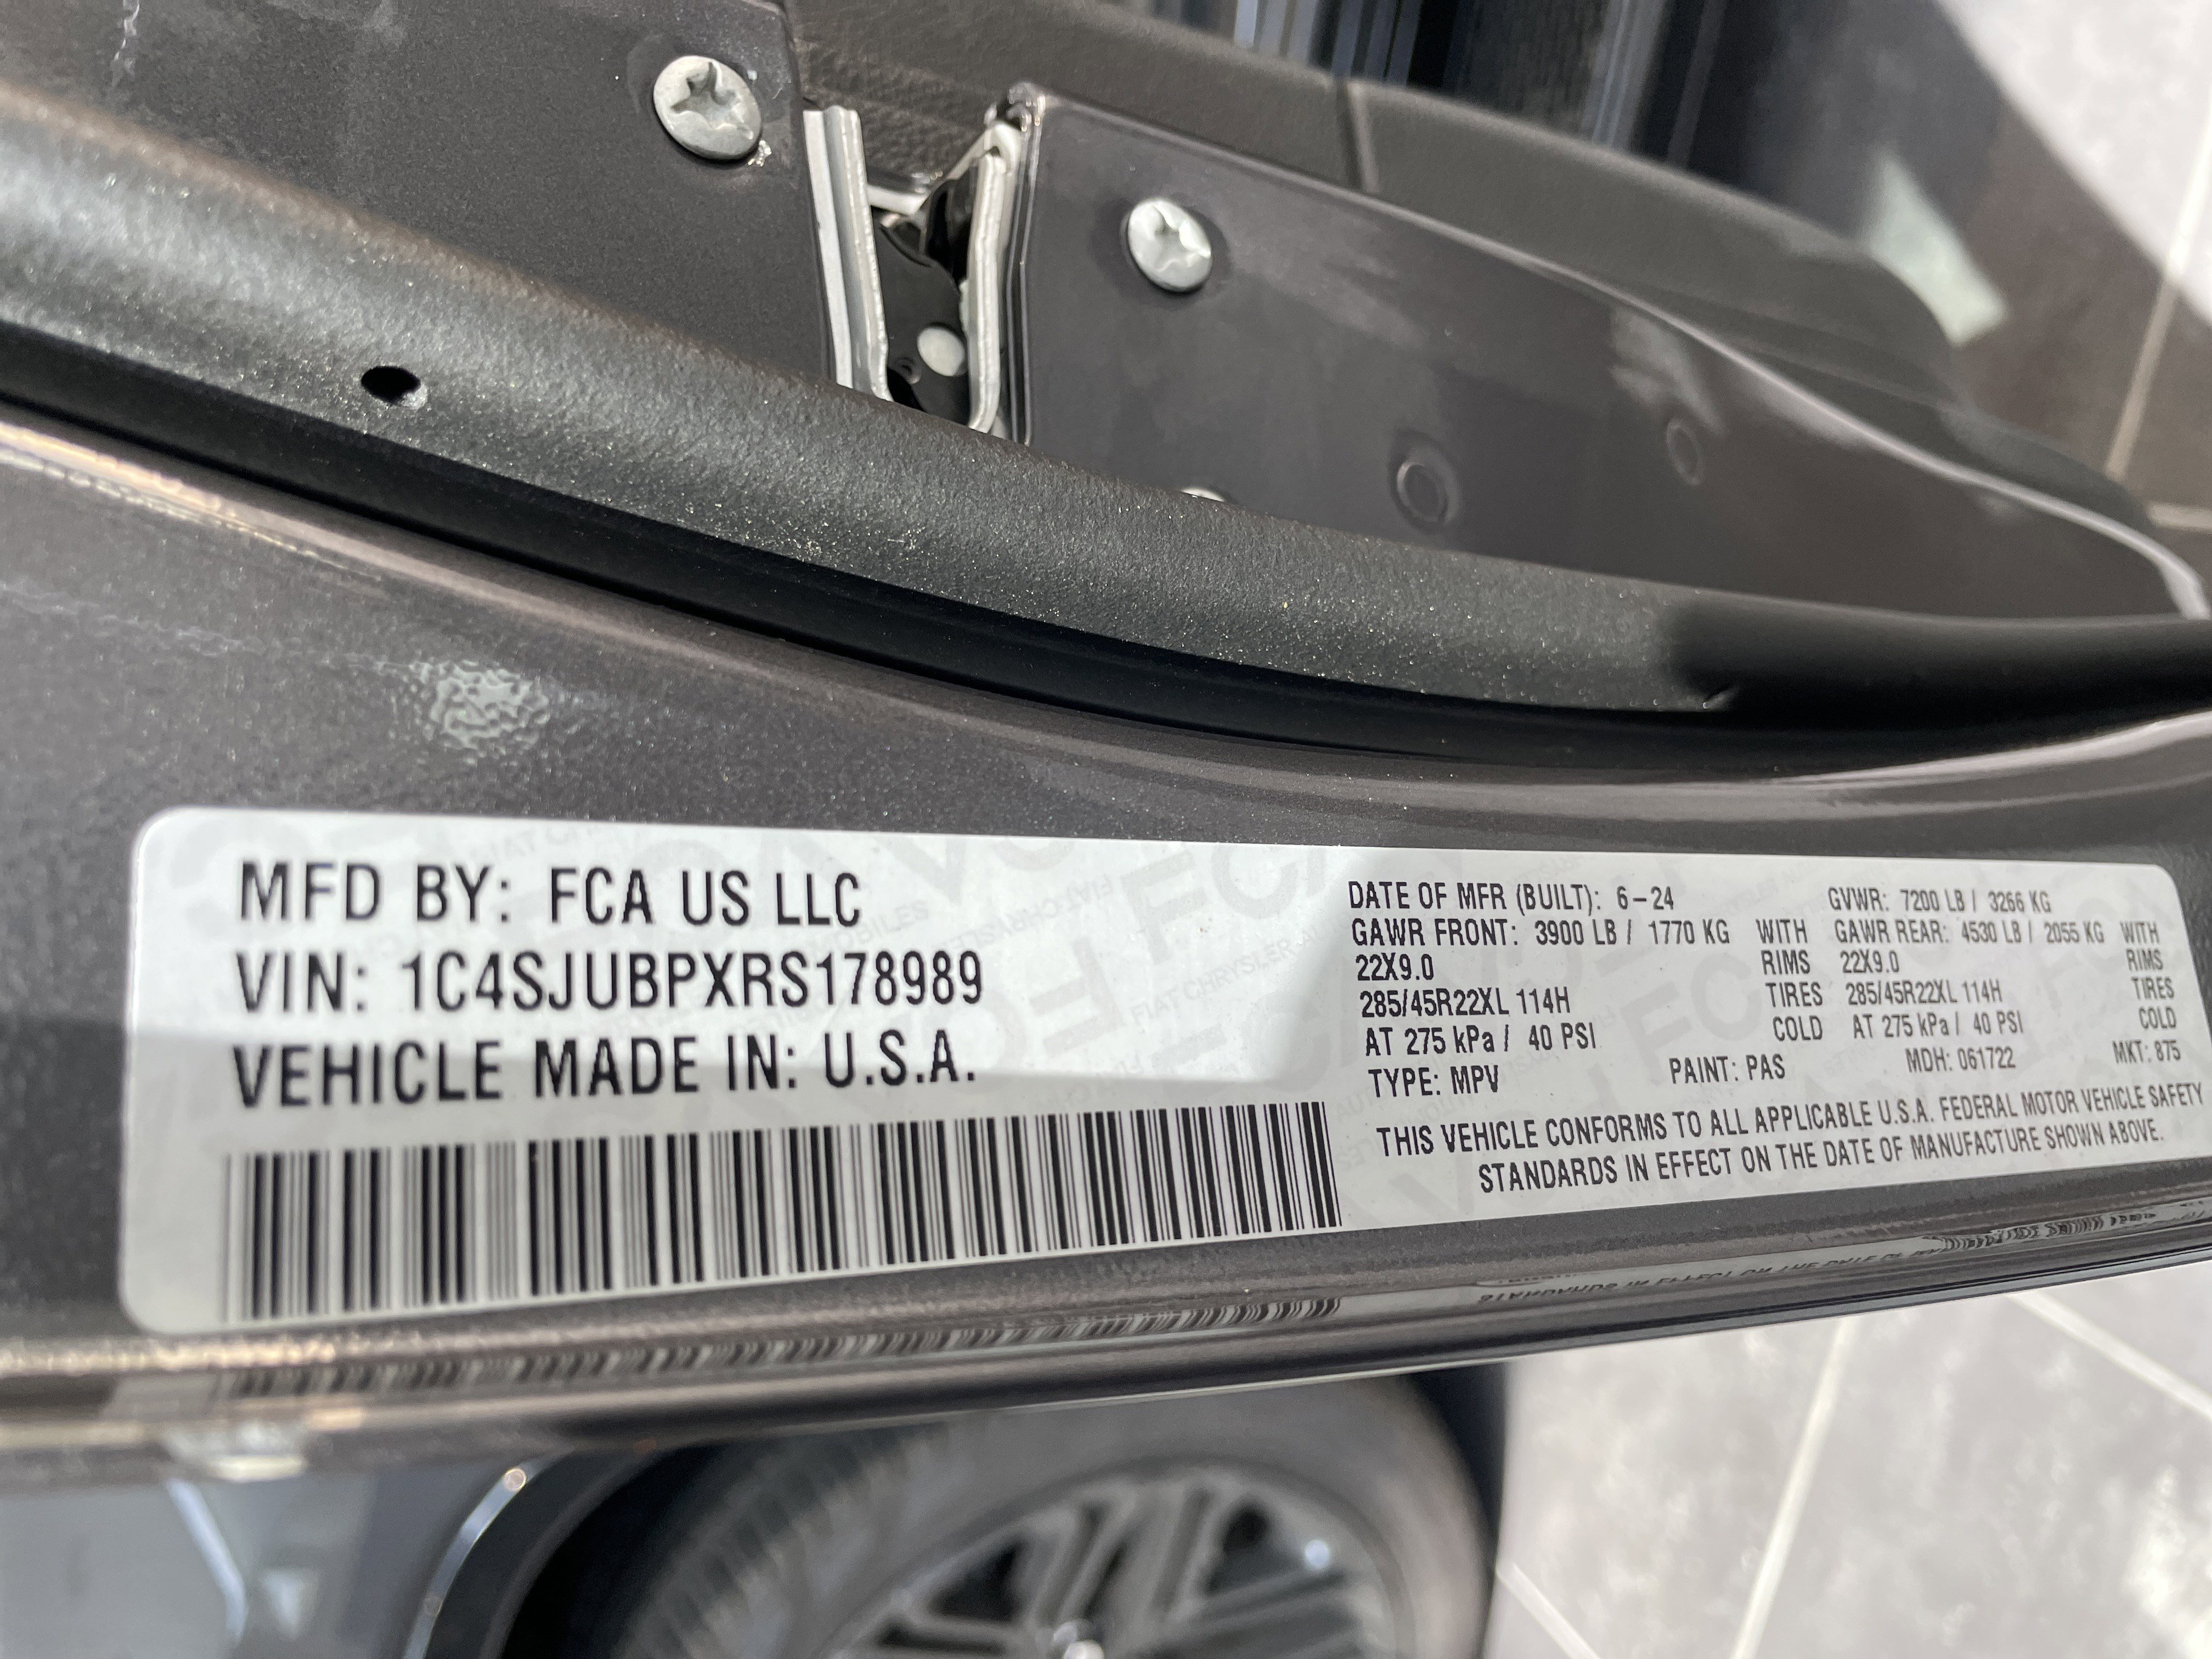 MFD BY: FCA US LLC
VIN: 1C4SJUBPXRS178989
VEHICLE MADE IN: U.S.A.
DATE OF MFR (BUILT): 6-24 GVWR: 7200 LB / 3266 KG
GAWR FRONT: 3900 LB / 1770 KG WITH GAWR REAR: 4530 LB / 2055 KG WITH
22X9.0 RIMS 22X9.0 RIMS
285/45R22XL 114H TIRES 285/45R22XL 114H TIRES
AT 275 kPa / 40 PSI COLD AT 275 kPa / 40 PSI COLD
TYPE: MPV PAINT: PAS MDH: 061722 MKT: 875
THIS VEHICLE CONFORMS TO ALL APPLICABLE U.S.A. FEDERAL MOTOR VEHICLE SAFETY
STANDARDS IN EFFECT ON THE DATE OF MANUFACTURE SHOWN ABOVE.